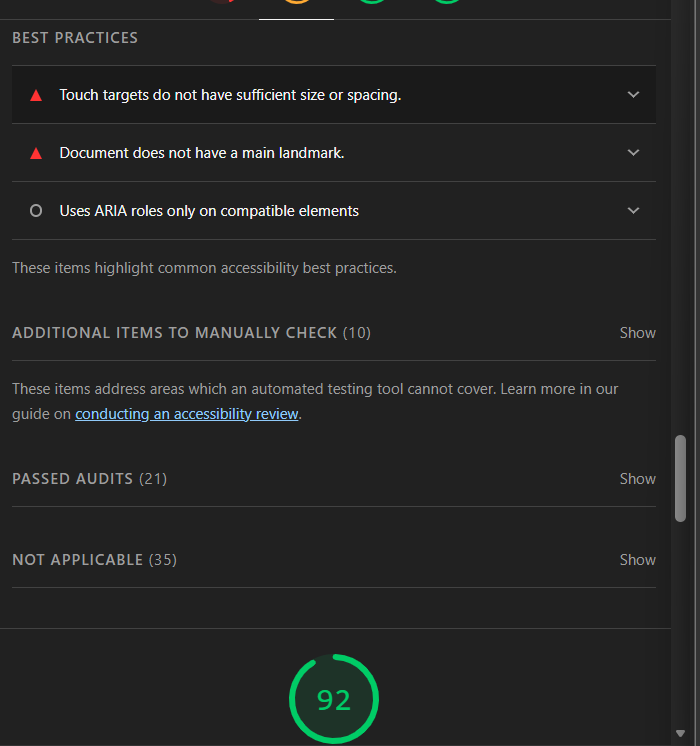 BEST PRACTICES
Touch targets do not have sufficient size or spacing.
Document does not have a main landmark.
Uses ARIA roles only on compatible elements
These items highlight common accessibility best practices.
ADDITIONAL ITEMS TO MANUALLY CHECK (10)
Show
These items address areas which an automated testing tool cannot cover. Learn more in our
guide on conducting an accessibility review.
PASSED AUDITS (21)
Show
NOT APPLICABLE (35)
Show
92